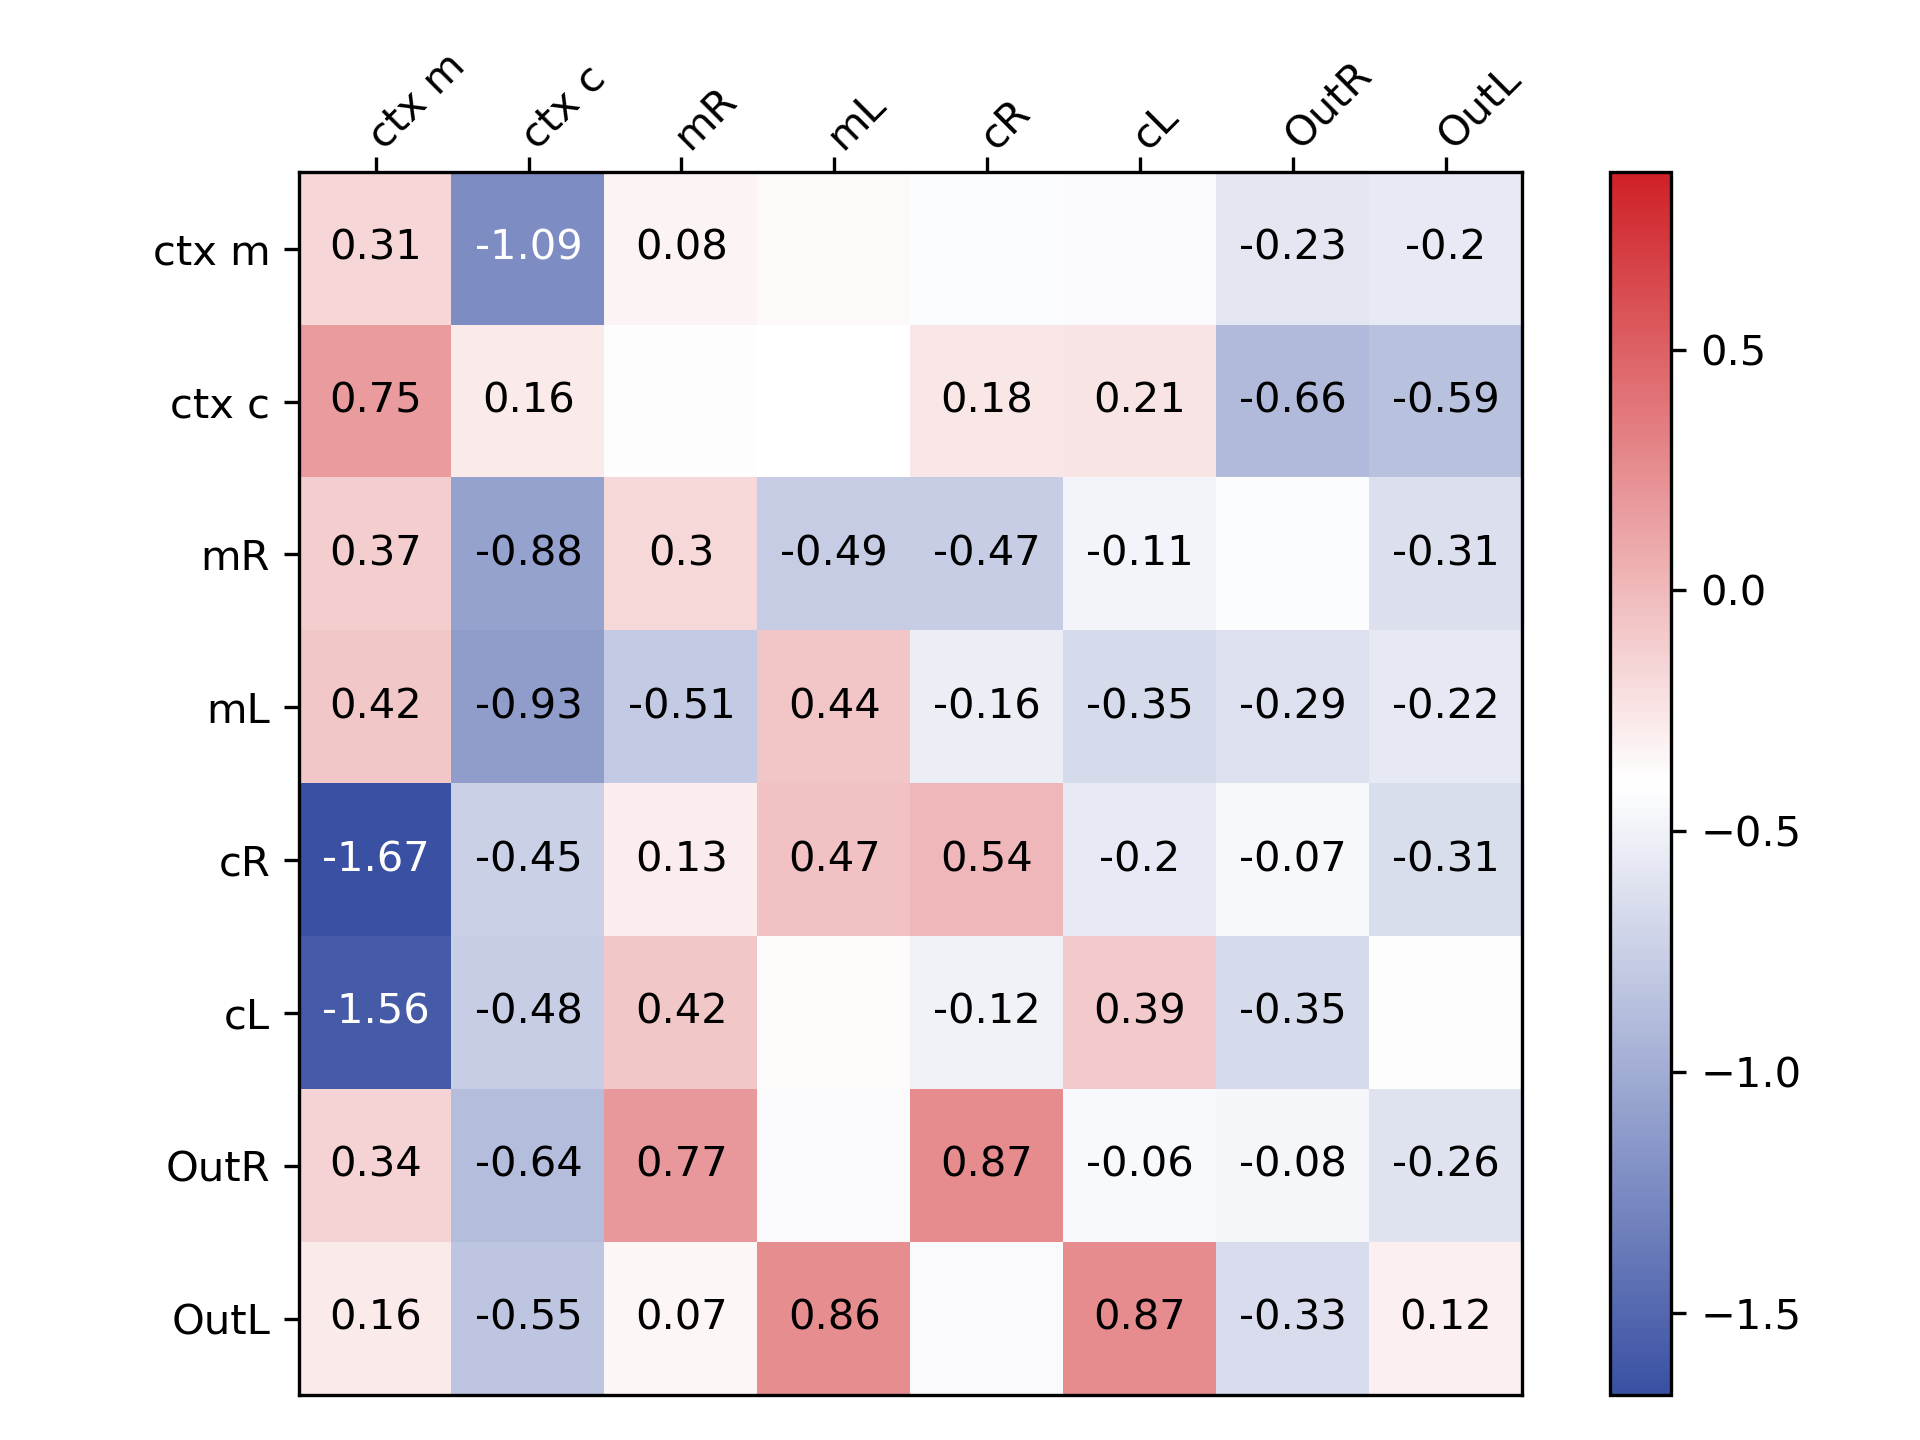 ctx m ctx c mR mL cR cL OutR OutL
ctx m 0.31 -1.09 0.08 -0.23 -0.2
ctx c 0.75 0.16 0.18 0.21 -0.66 -0.59
mR 0.37 -0.88 0.3 -0.49 -0.47 -0.11 -0.31
mL 0.42 -0.93 -0.51 0.44 -0.16 -0.35 -0.29 -0.22
cR -1.67 -0.45 0.13 0.47 0.54 -0.2 -0.07 -0.31
cL -1.56 -0.48 0.42 -0.12 0.39 -0.35
OutR 0.34 -0.64 0.77 0.87 -0.06 -0.08 -0.26
OutL 0.16 -0.55 0.07 0.86 0.87 -0.33 0.12
0.5
0.0
−0.5
−1.0
−1.5